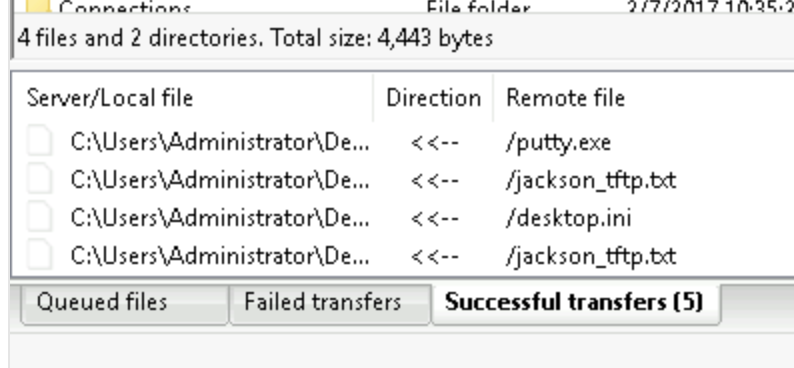 Connections File folder 2/7/2017 10:35:2
4 files and 2 directories. Total size: 4,443 bytes
Server/Local file Direction Remote file
C:\Users\Administrator\De... <<-- /putty.exe
C:\Users\Administrator\De... <<-- /jackson_tftp.txt
C:\Users\Administrator\De... <<-- /desktop.ini
C:\Users\Administrator\De... <<-- /jackson_tftp.txt
Queued files Failed transfers Successful transfers (5)